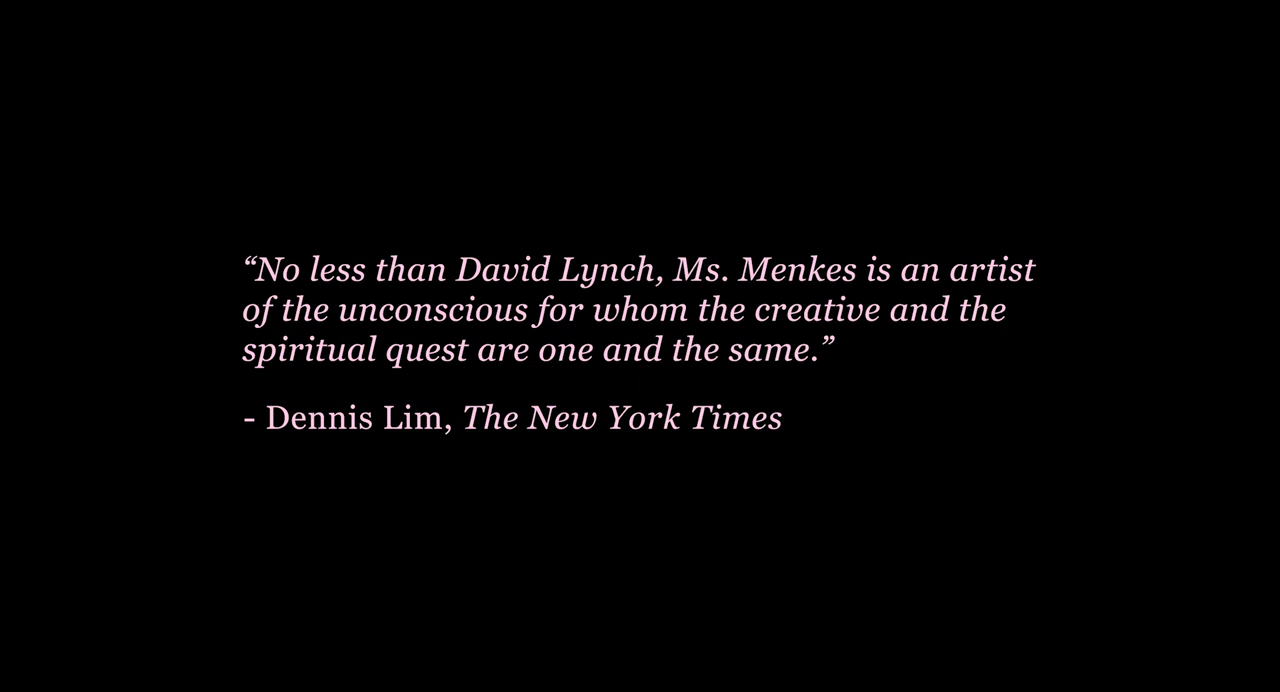 “No less than David Lynch, Ms. Menkes is an artist
of the unconscious for whom the creative and the
spiritual quest are one and the same.”
- Dennis Lim, The New York Times